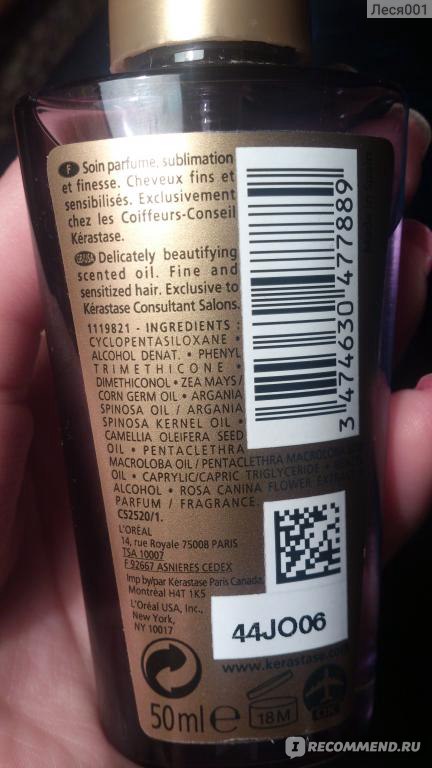 Леся001
F Soin parfumé, sublimation
et finesse. Cheveux fins et
sensibilisés. Exclusivement
chez les Coiffeurs-Conseil
Kérastase.
Delicately beautifying
scented oil. Fine and
sensitized hair. Exclusive to
Kérastase Consultant Salons.
1119821 - INGREDIENTS :
CYCLOPENTASILOXANE •
ALCOHOL DENAT. • PHENYL
TRIMETHICONE •
DIMETHICONOL • ZEA MAYS /
CORN GERM OIL • ARGANIA
SPINOSA OIL / ARGANIA
SPINOSA KERNEL OIL •
CAMELLIA OLEIFERA SEED
OIL • PENTACLETHRA
MACROLOBA OIL / PENTACLETHRA MACROLOBA
OIL • CAPRYLIC/CAPRIC TRIGLYCERIDE •
ALCOHOL • ROSA CANINA FLOWER EXTRACT
PARFUM / FRAGRANCE.
C52520/1.
L'ORÉAL
14, rue Royale 75008 PARIS
TSA 10007
F 92667 ASNIERES CEDEX
Imp by/par Kérastase Paris Canada,
Montréal H4T 1K5
L'Oréal USA, Inc.,
New York,
NY 10017
3 474630 477889
44JO06
www.kerastase.com
50 ml e
18M
IRECOMMEND.RU